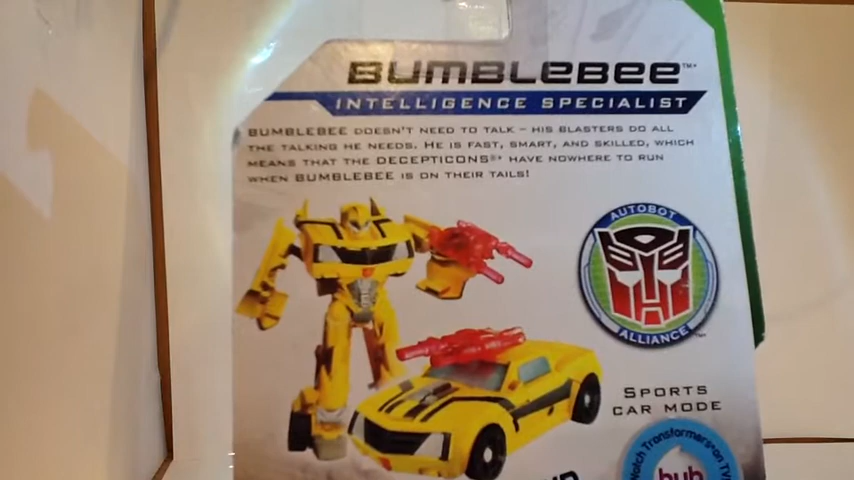 BUMBLEBEE™*
INTELLIGENCE SPECIALIST
BUMBLEBEE DOESN'T NEED TO TALK – HIS BLASTERS DO ALL
THE TALKING HE NEEDS. HE IS FAST, SMART, AND SKILLED, WHICH
MEANS THAT THE DECEPTICONS®* HAVE NOWHERE TO RUN
WHEN BUMBLEBEE IS ON THEIR TAILS!
AUTOBOT
ALLIANCE™
SPORTS
CAR MODE
Watch Transformers® on TV!
hub